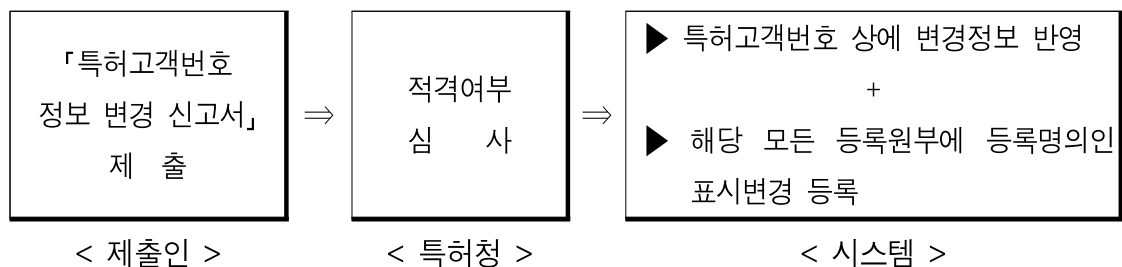 「특허고객번호
정보 변경 신고서」
제 출
⇒
적격여부
심 사
⇒
▶ 특허고객번호 상에 변경정보 반영
+
▶ 해당 모든 등록원부에 등록명의인
표시변경 등록
< 제출인 >
< 특허청 >
< 시스템 >